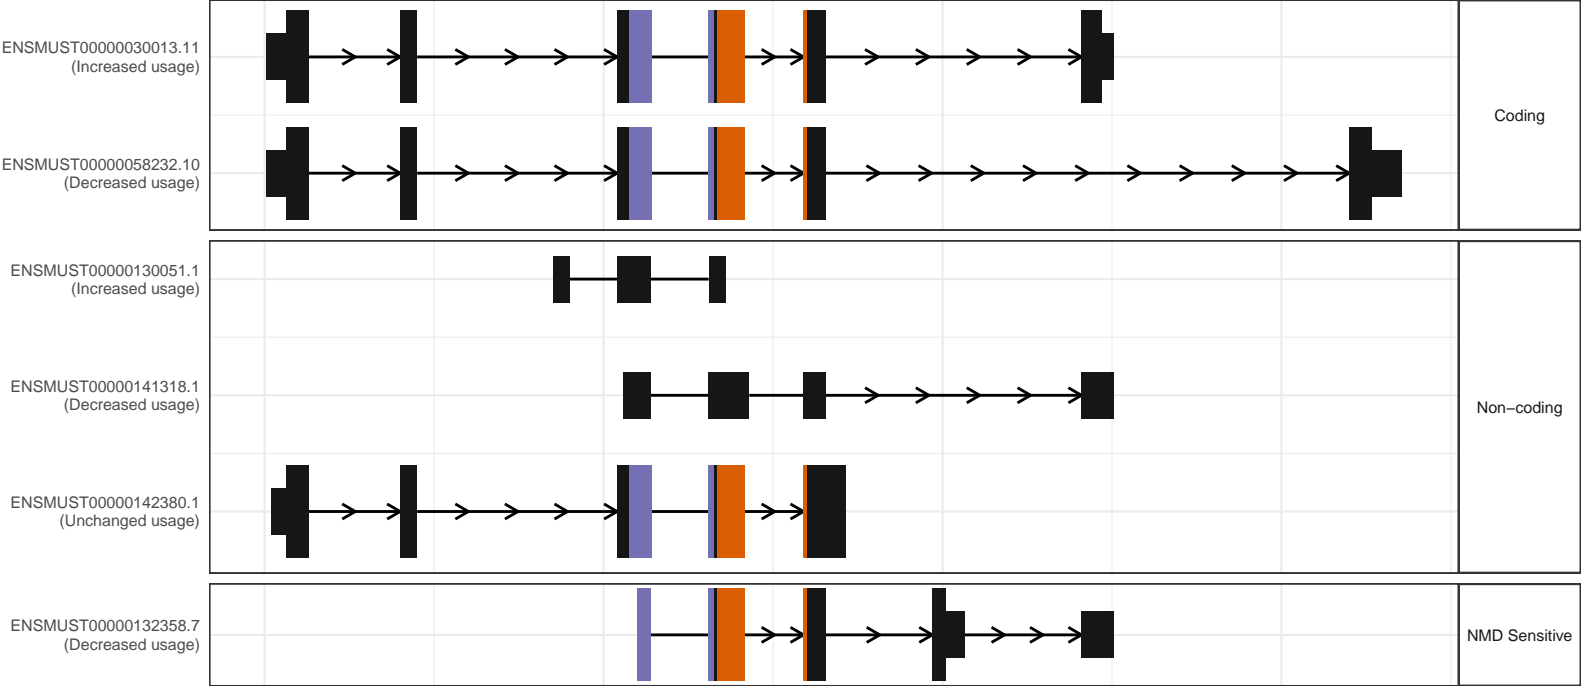 ENSMUST00000030013.11
(Increased usage)
ENSMUST00000058232.10
(Decreased usage)
Coding
ENSMUST00000130051.1
(Increased usage)
ENSMUST00000141318.1
(Decreased usage)
ENSMUST00000142380.1
(Unchanged usage)
Non−coding
ENSMUST00000132358.7
(Decreased usage)
NMD Sensitive